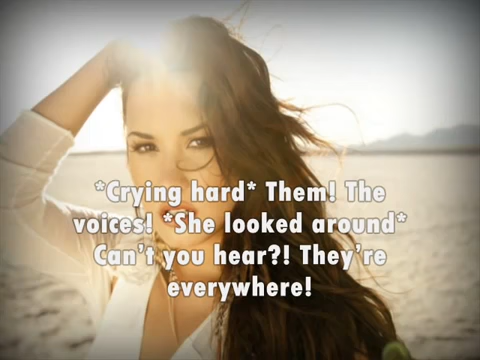 *Crying hard* Them! The
voices! *She looked around*
Can't you hear?! They're
everywhere!